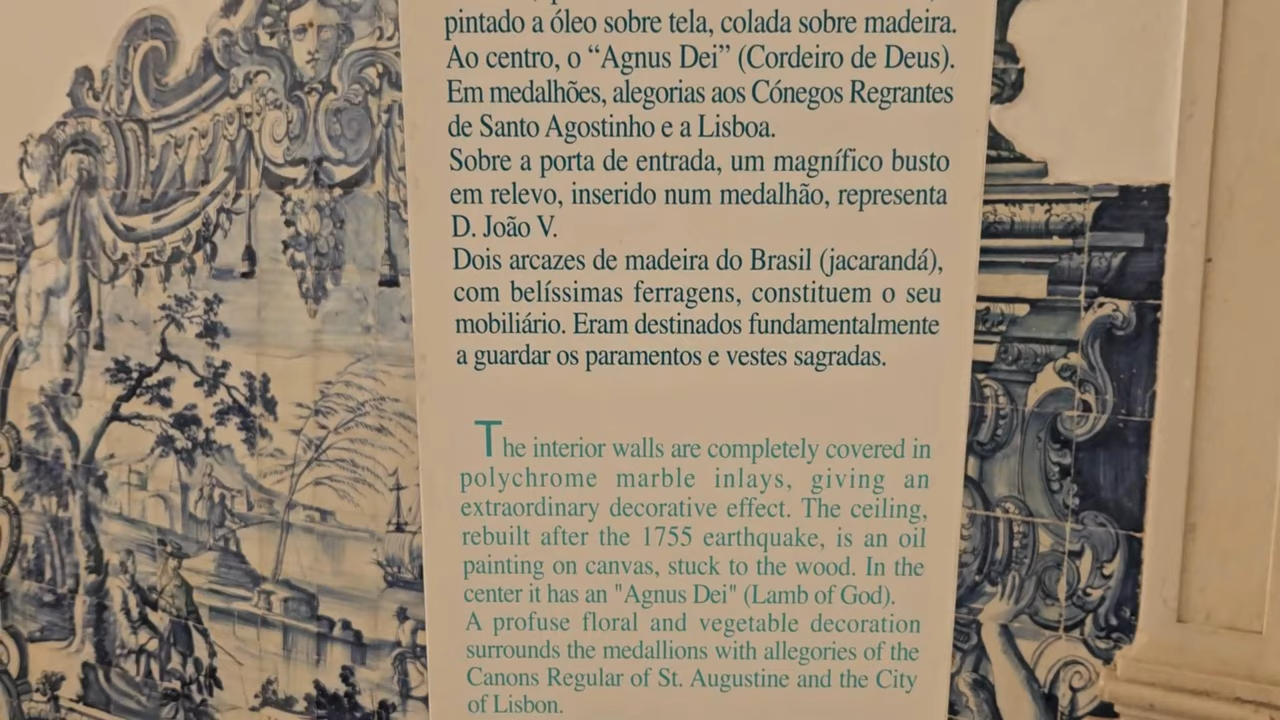 pintado a óleo sobre tela, colada sobre madeira.
Ao centro, o “Agnus Dei” (Cordeiro de Deus).
Em medalhões, alegorias aos Cónegos Regrantes
de Santo Agostinho e a Lisboa.
Sobre a porta de entrada, um magnífico busto
em relevo, inserido num medalhão, representa
D. João V.
Dois arcazes de madeira do Brasil (jacarandá),
com belíssimas ferragens, constituem o seu
mobiliário. Eram destinados fundamentalmente
a guardar os paramentos e vestes sagradas.
The interior walls are completely covered in
polychrome marble inlays, giving an
extraordinary decorative effect. The ceiling,
rebuilt after the 1755 earthquake, is an oil
painting on canvas, stuck to the wood. In the
center it has an "Agnus Dei" (Lamb of God).
A profuse floral and vegetable decoration
surrounds the medallions with allegories of the
Canons Regular of St. Augustine and the City
of Lisbon.